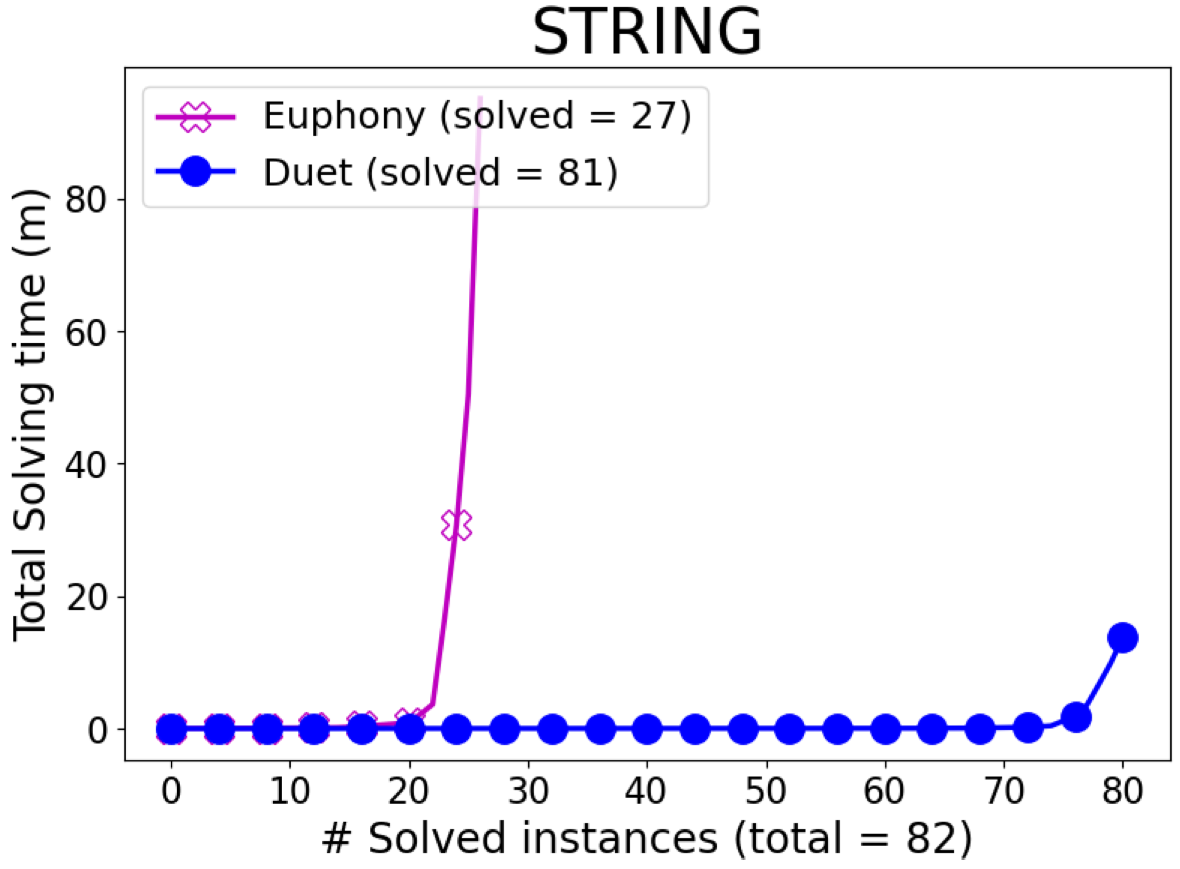 STRING
Euphony (solved = 27)
Duet (solved = 81)
Total Solving time (m)
80
60
40
20
0
0 10 20 30 40 50 60 70 80
# Solved instances (total = 82)